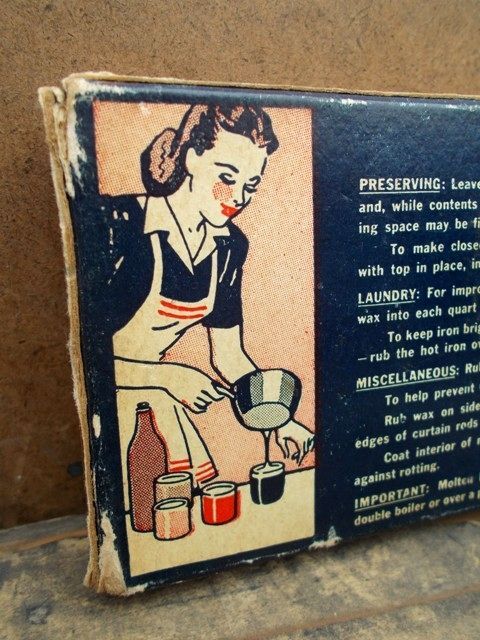 PRESERVING: Leave
and, while contents
ing space may be
To make close
with top in place, in
LAUNDRY: For impro
wax into each quart
To keep iron brig
—rub the hot iron ov
MISCELLANEOUS: Rub
To help prevent
Rub wax on side
edges of curtain rods
Coat interior of
against rotting.
IMPORTANT: Molten
double boiler or over a